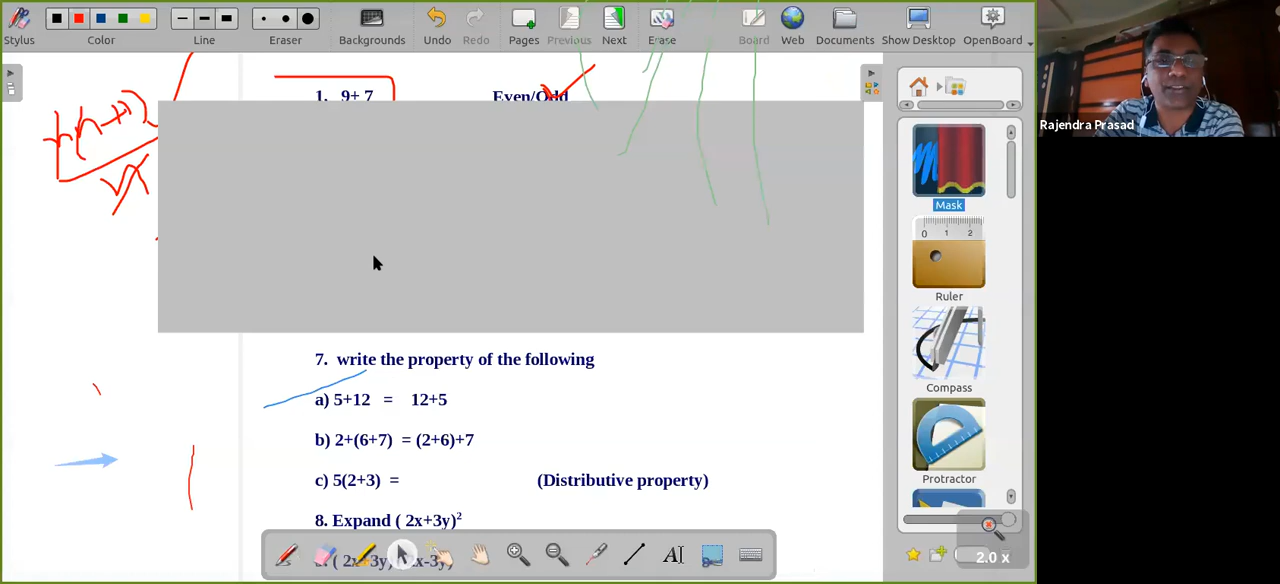 Stylus
Color
Line
Eraser
Backgrounds
Undo
Redo
Pages
Previous
Next
Erase
Board
Web
Documents
Show Desktop
OpenBoard
Rajendra Prasad
1. 9+ 7 Even/Odd
7. write the property of the following
a) 5+12 = 12+5
b) 2+(6+7) = (2+6)+7
c) 5(2+3) = (Distributive property)
8. Expand ( 2x+3y)²
Mask
0 1 2
Ruler
Compass
Protractor
2.0 x